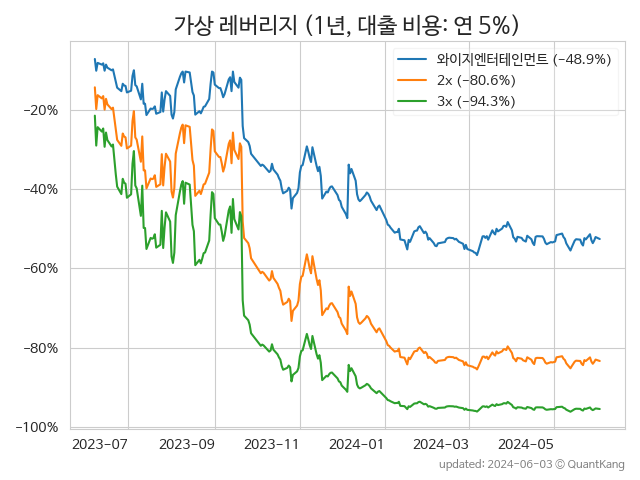 가상 레버리지 (1년, 대출 비용: 연 5%)
와이지엔터테인먼트 (−48.9%)
2x (−80.6%)
3x (−94.3%)
−20%
−40%
−60%
−80%
−100%
2023-07 2023-09 2023-11 2024-01 2024-03 2024-05
updated: 2024-06-03 © QuantKang